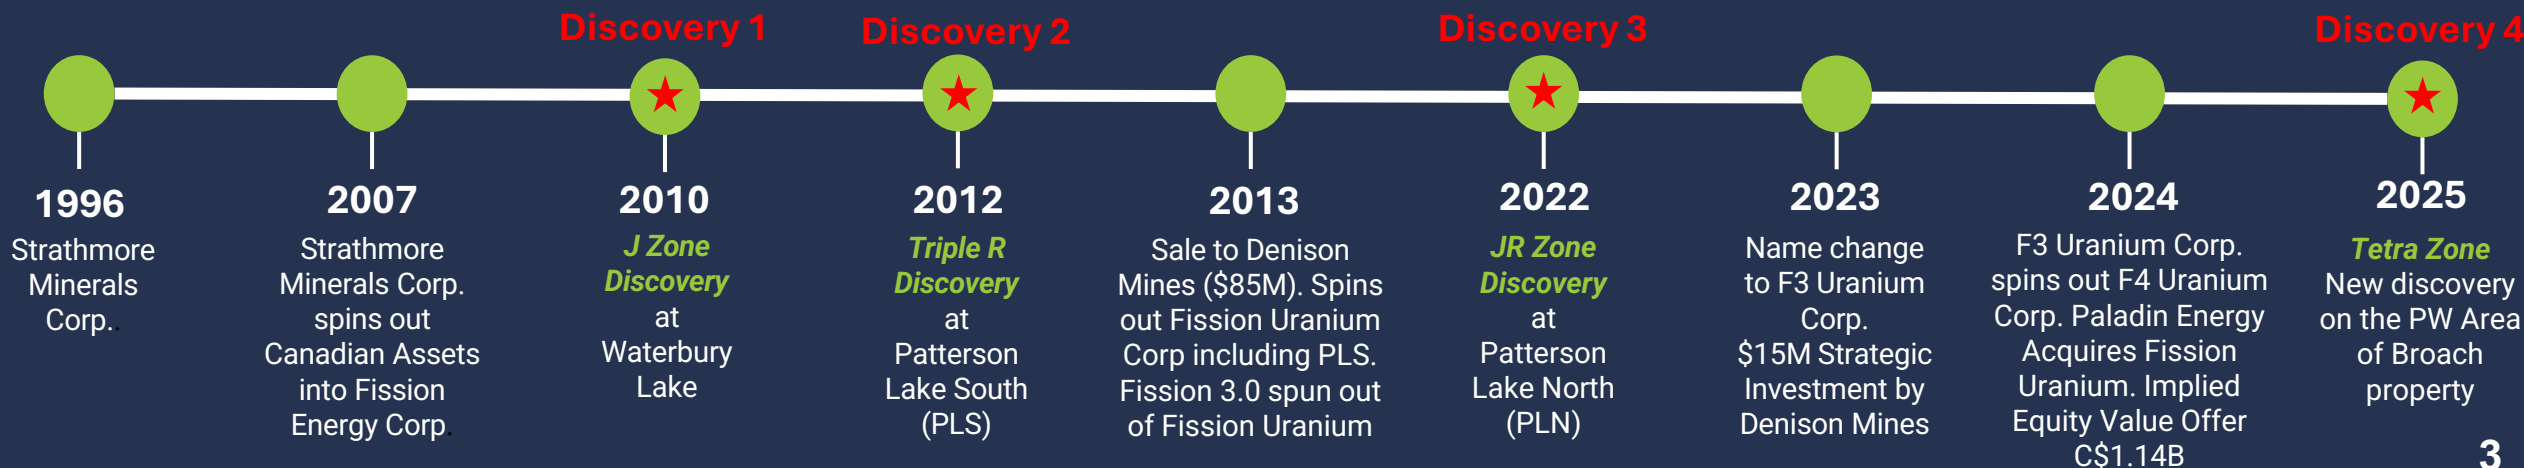 Discovery 1
Discovery 2
Discovery 3
Discovery 4
1996
Strathmore
Minerals
Corp..
2007
Strathmore
Minerals Corp.
spins out
Canadian Assets
into Fission
Energy Corp.
2010
J Zone
Discovery
at
Waterbury
Lake
2012
Triple R
Discovery
at
Patterson
Lake South
(PLS)
2013
Sale to Denison
Mines ($85M). Spins
out Fission Uranium
Corp including PLS.
Fission 3.0 spun out
of Fission Uranium
2022
JR Zone
Discovery
at
Patterson
Lake North
(PLN)
2023
Name change
to F3 Uranium
Corp.
$15M Strategic
Investment by
Denison Mines
2024
F3 Uranium Corp.
spins out F4 Uranium
Corp. Paladin Energy
Acquires Fission
Uranium. Implied
Equity Value Offer
C$1.14B
2025
Tetra Zone
New discovery
on the PW Area
of Broach
property
3